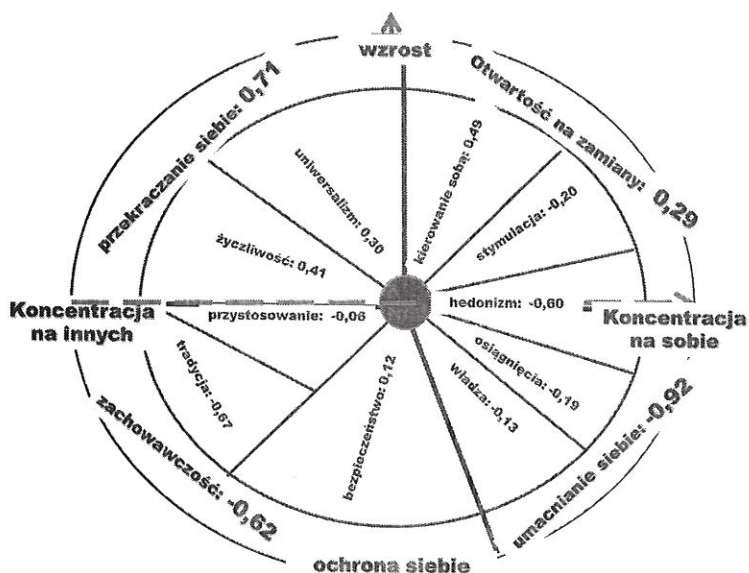 wzrost
przekraczanie siebie: 0,71
Otwartość na zamiany: 0,29
uniwersalizm: 0,30
kierowanie sobą: 0,49
stymulacja: -0,20
życzliwość: 0,41
hedonizm: -0,60
Koncentracja
na innych
przystosowanie: -0,06
Koncentracja
na sobie
osiągnięcia: -0,19
władza: -0,13
tradycja: -0,67
bezpieczeństwo: 0,12
zachowawczość: -0,62
umacnianie siebie: -0,92
ochrona siebie